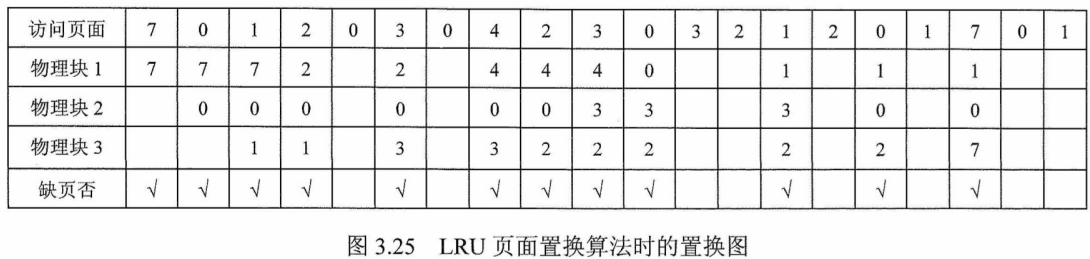 访问页面 7 0 1 2 0 3 0 4 2 3 0 3 2 1 2 0 1 7 0 1
物理块 1 7 7 7 2 2 4 4 4 0 1 1 1
物理块 2 0 0 0 0 0 0 3 3 3 0 0
物理块 3 1 1 3 3 2 2 2 2 2 7
缺页否 √ √ √ √ √ √ √ √ √ √ √ √
图 3.25 LRU 页面置换算法时的置换图